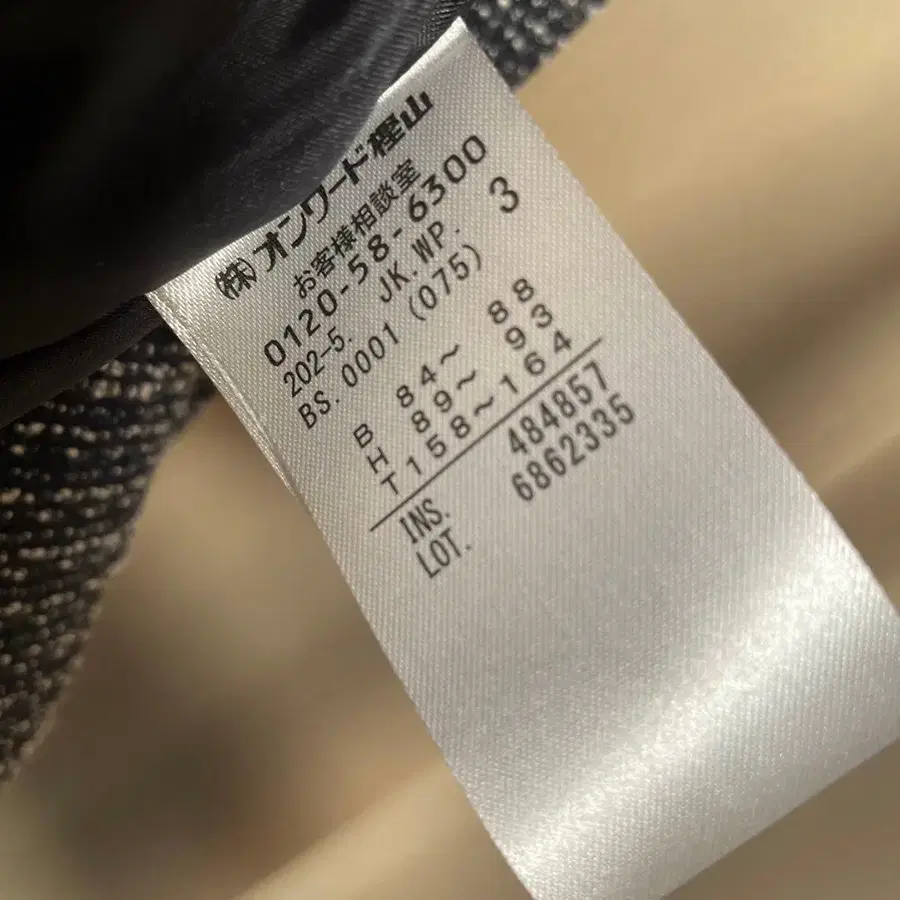 (株)オンワード樫山
お客様相談室
0120-58-6300
202-5. JK.WP. 3
BS.0001 (075)
B 84～ 88
H 89～ 93
T158～164
INS. 484857
LOT. 6862335